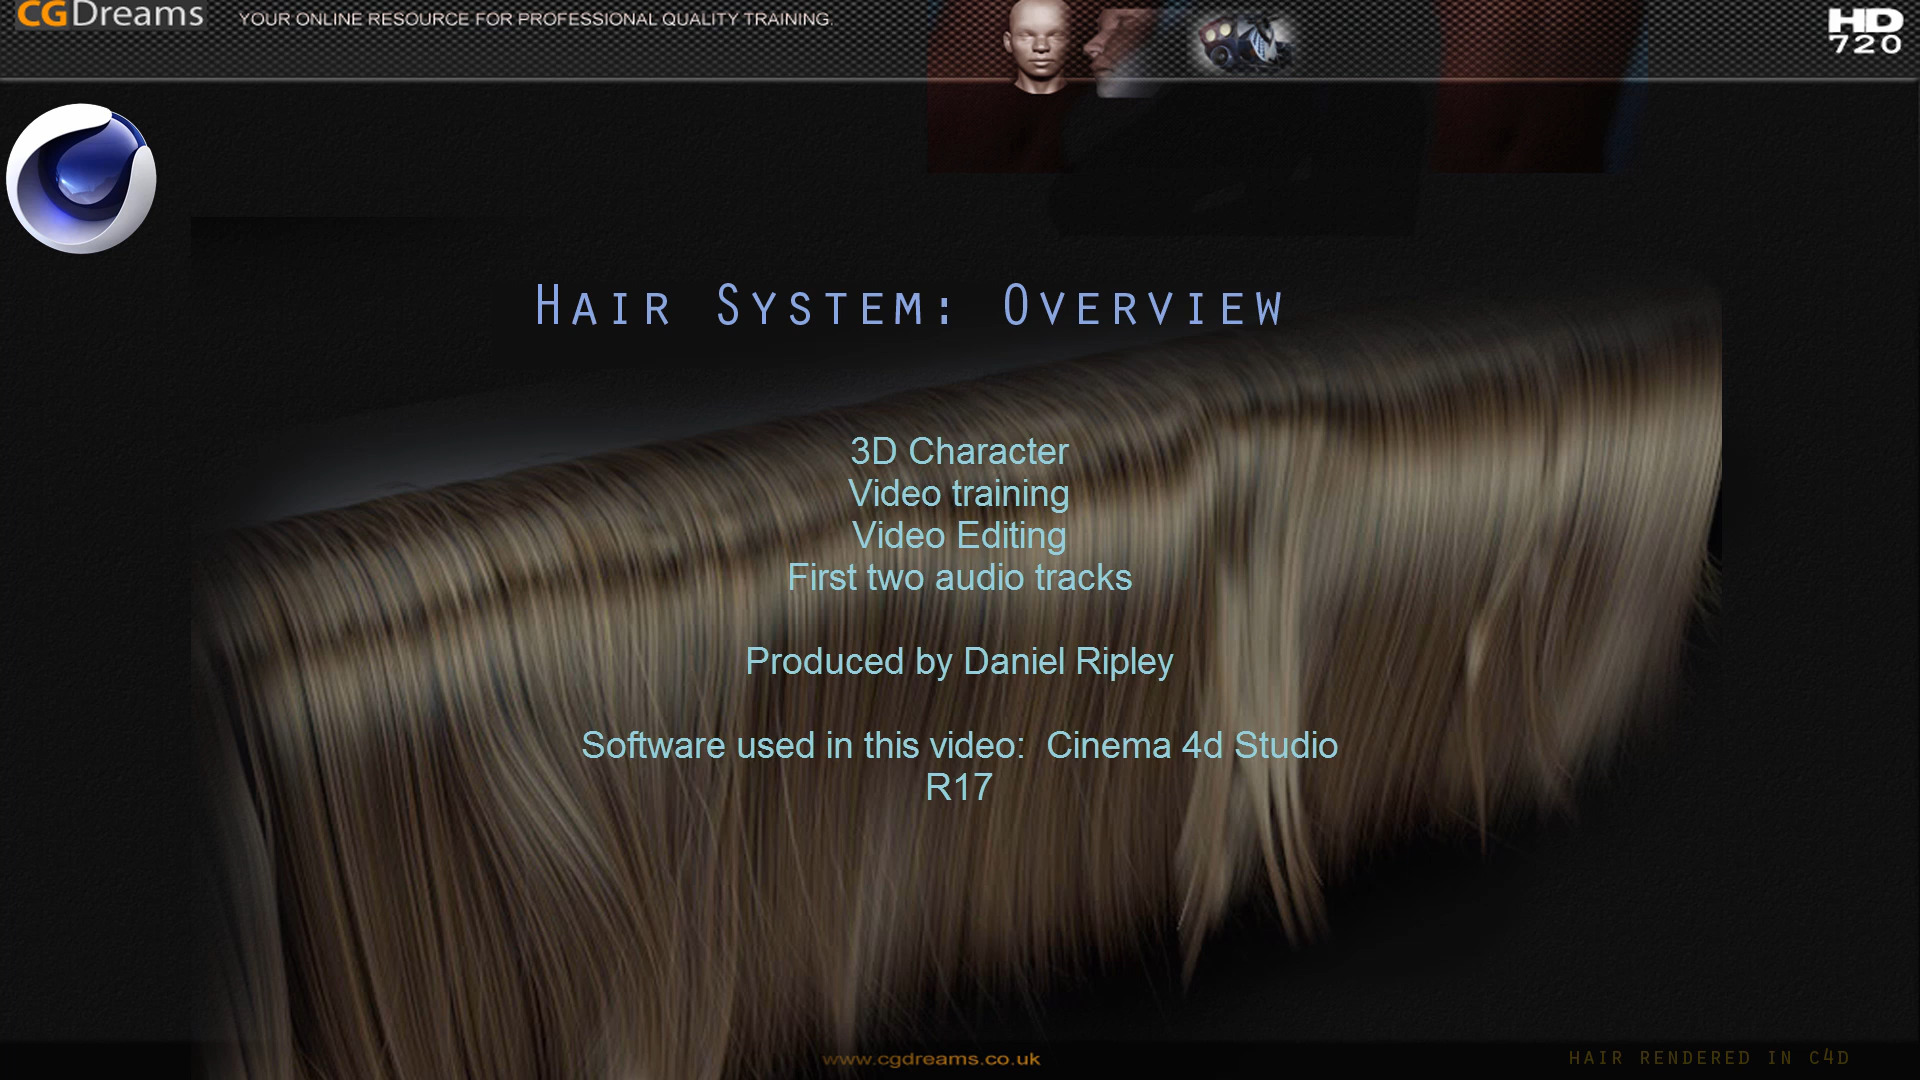 CGDreams YOUR ONLINE RESOURCE FOR PROFESSIONAL QUALITY TRAINING.
HD
720
HAIR SYSTEM: OVERVIEW
3D Character
Video training
Video Editing
First two audio tracks
Produced by Daniel Ripley
Software used in this video: Cinema 4d Studio
R17
www.cgdreams.co.uk
HAIR RENDERED IN C4D